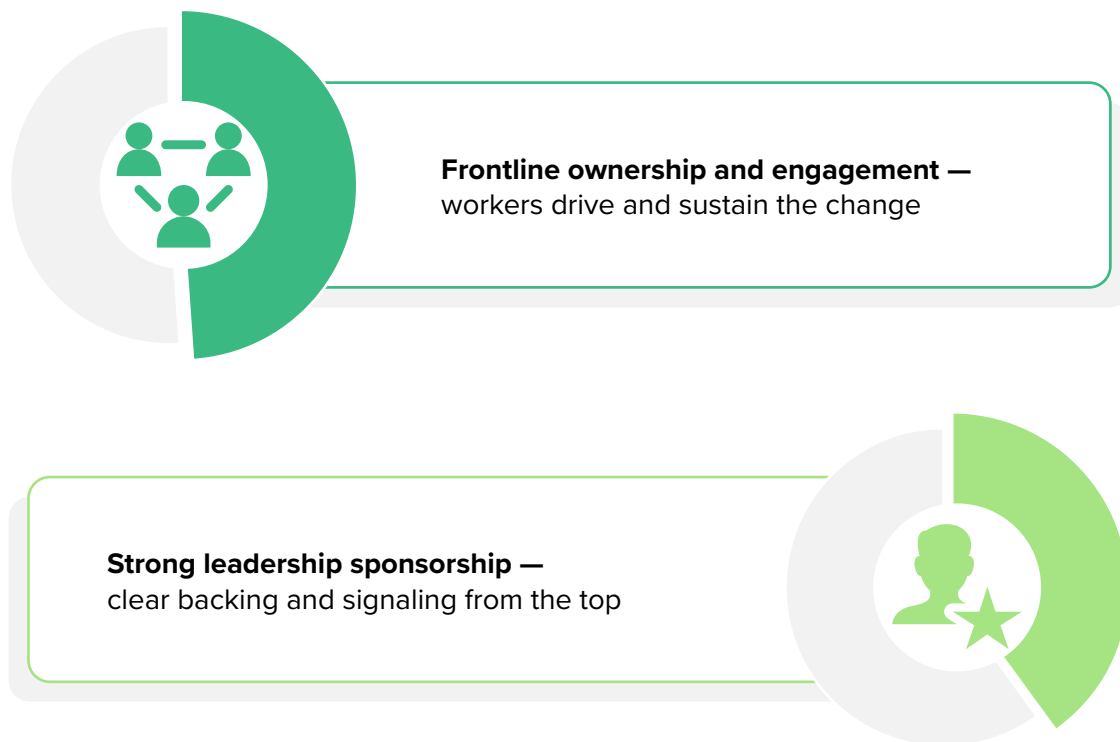 Frontline ownership and engagement —
workers drive and sustain the change
Strong leadership sponsorship —
clear backing and signaling from the top